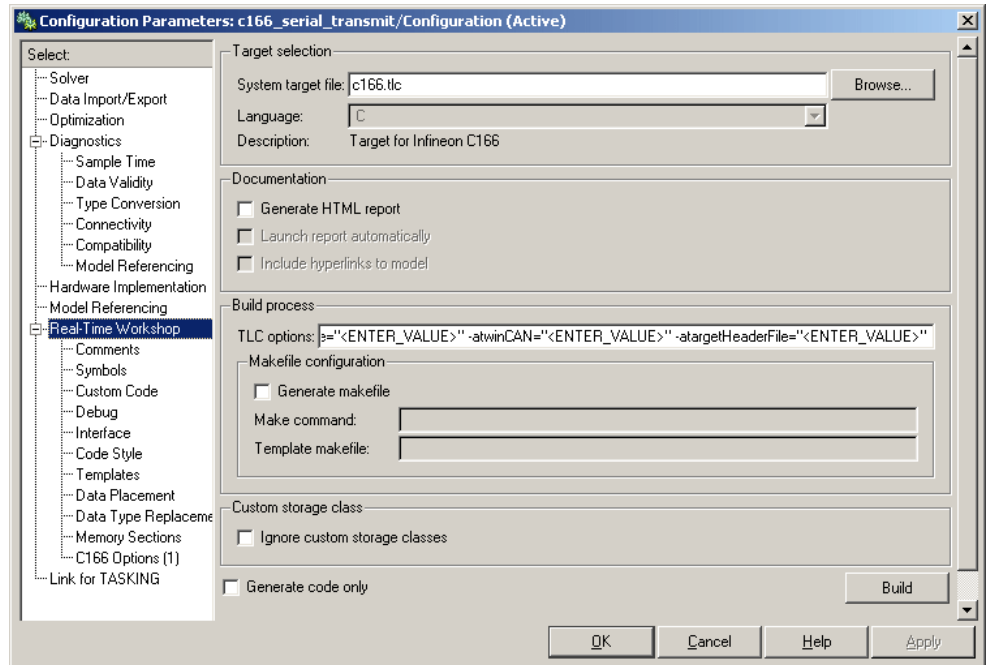 Configuration Parameters: c166_serial_transmit/Configuration (Active)
Select:
Solver
Data Import/Export
Optimization
Diagnostics
Sample Time
Data Validity
Type Conversion
Connectivity
Compatibility
Model Referencing
Hardware Implementation
Model Referencing
Real-Time Workshop
Comments
Symbols
Custom Code
Debug
Interface
Code Style
Templates
Data Placement
Data Type Replaceme
Memory Sections
C166 Options (1)
Link for TASKING
Target selection
System target file: c166.tlc Browse...
Language: C
Description: Target for Infineon C166
Documentation
Generate HTML report
Launch report automatically
Include hyperlinks to model
Build process
TLC options: e="<ENTER_VALUE>" -atwinCAN="<ENTER_VALUE>" -atargetHeaderFile="<ENTER_VALUE>"
Makefile configuration
Generate makefile
Make command:
Template makefile:
Custom storage class
Ignore custom storage classes
Generate code only Build
OK Cancel Help Apply